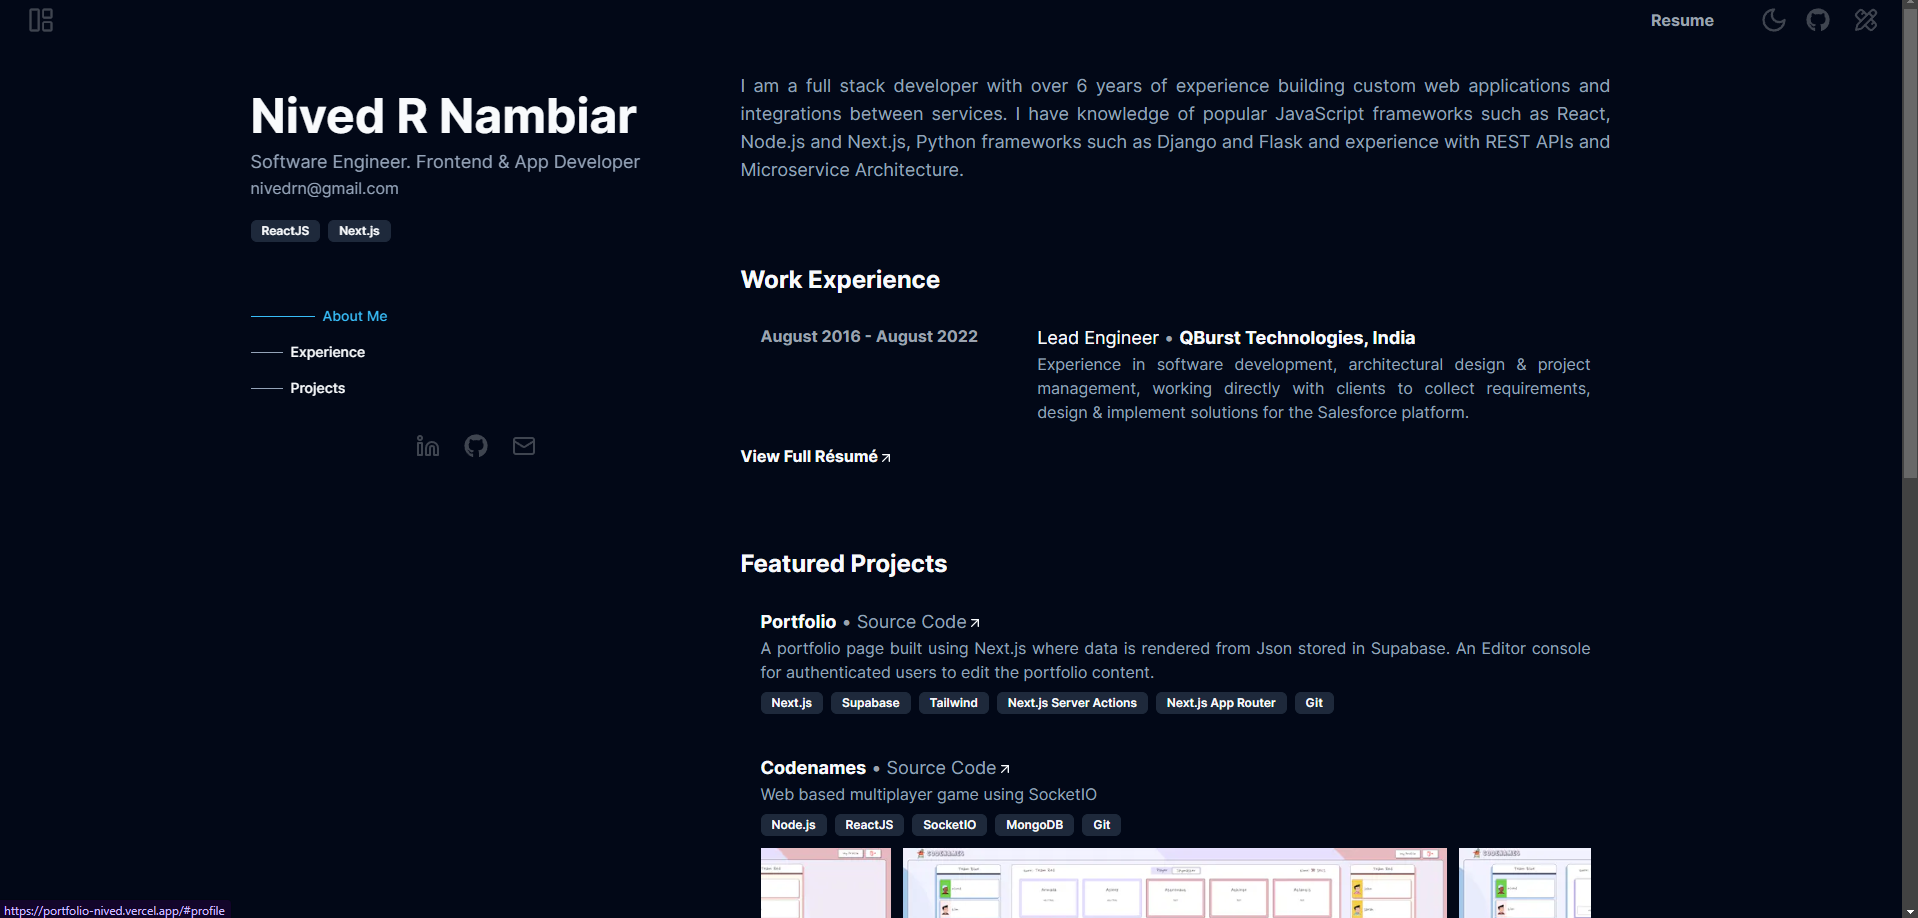 Resume
Nived R Nambiar
Software Engineer. Frontend & App Developer
nivedrn@gmail.com
ReactJS Next.js
About Me
Experience
Projects
I am a full stack developer with over 6 years of experience building custom web applications and
integrations between services. I have knowledge of popular JavaScript frameworks such as React,
Node.js and Next.js, Python frameworks such as Django and Flask and experience with REST APIs and
Microservice Architecture.
Work Experience
August 2016 - August 2022
Lead Engineer • QBurst Technologies, India
Experience in software development, architectural design & project
management, working directly with clients to collect requirements,
design & implement solutions for the Salesforce platform.
View Full Résumé
Featured Projects
Portfolio • Source Code
A portfolio page built using Next.js where data is rendered from Json stored in Supabase. An Editor console
for authenticated users to edit the portfolio content.
Next.js Supabase Tailwind Next.js Server Actions Next.js App Router Git
Codenames • Source Code
Web based multiplayer game using SocketIO
Node.js ReactJS SocketIO MongoDB Git
CODENAMES
CODENAMES
https://portfolio-nived.vercel.app/#profile